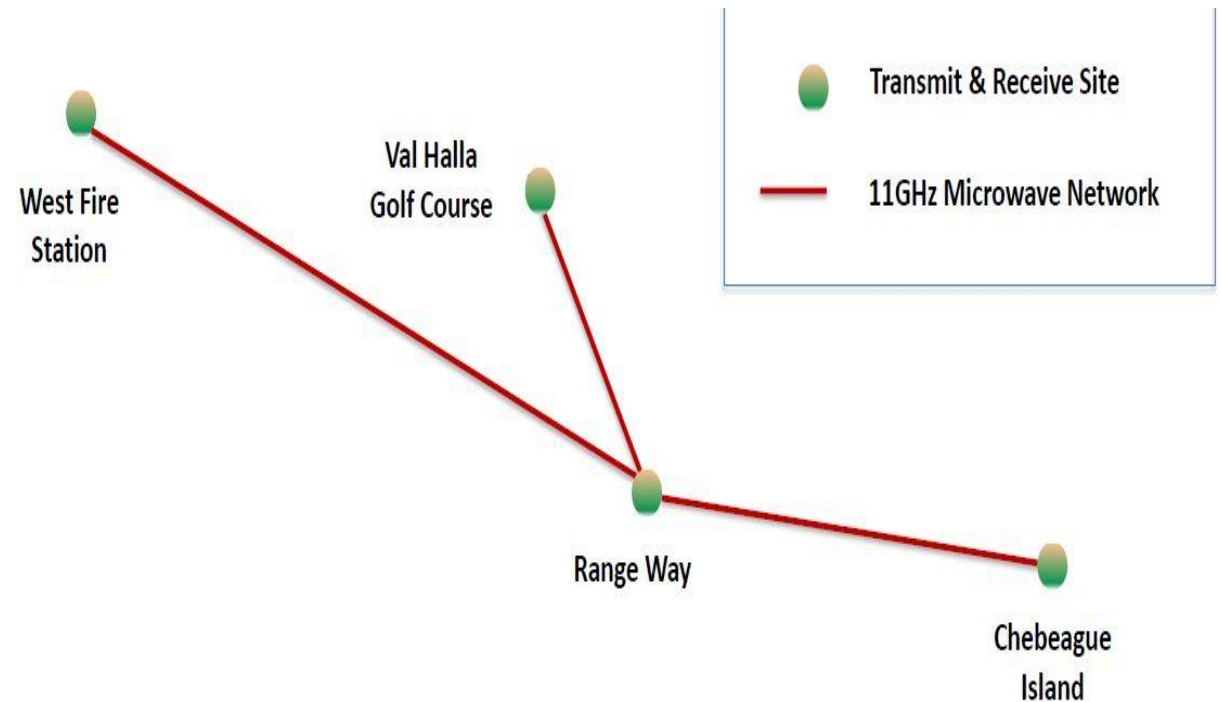 Transmit & Receive Site
11GHz Microwave Network
West Fire
Station
Val Halla
Golf Course
Range Way
Chebeague
Island